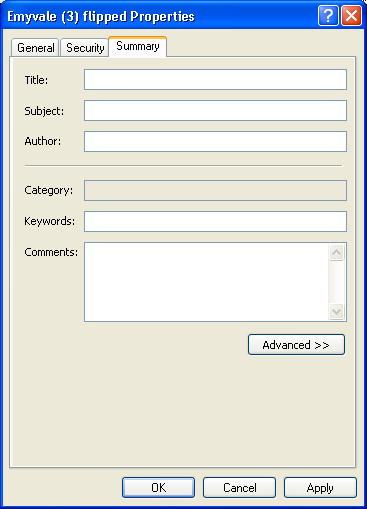 Emyvale (3) flipped Properties
General Security Summary
Title:
Subject:
Author:
Category:
Keywords:
Comments:
Advanced >>
OK Cancel Apply